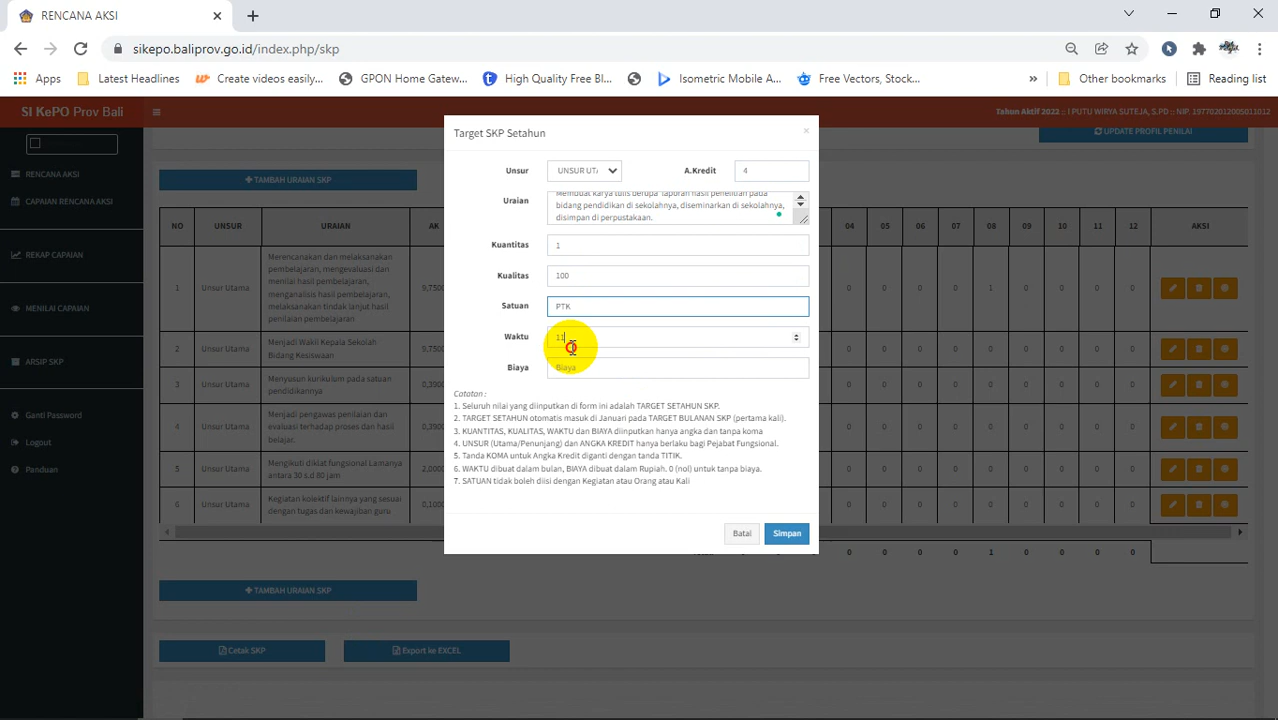 RENCANA AKSI
sikepo.baliprov.go.id/index.php/skp
Apps Latest Headlines Create videos easily... GPON Home Gatew... High Quality Free Bl... Isometric Mobile A... Free Vectors, Stock... » Other bookmarks Reading list
SI KePO Prov Bali
Tahun Aktif 2022 :: I PUTU WIRYA SUTEJA, S.PD :: NIP. 197702012005011012
RENCANA AKSI
CAPAIAN RENCANA AKSI
REKAP CAPAIAN
MENILAI CAPAIAN
ARSIP SKP
Ganti Password
Logout
Panduan
UPDATE PROFIL PENILAI
TAMBAH URAIAN SKP
NO UNSUR URAIAN AK 04 05 06 07 08 09 10 11 12 AKSI
1 Unsur Utama Merencanakan dan melaksanakan
pembelajaran, mengevaluasi dan
menilai hasil pembelajaran,
menganalisis hasil pembelajaran,
melaksanakan tindak lanjut hasil
penilaian pembelajaran
9,7500 0 0 0 0 1 0 0 0 0
2 Unsur Utama Menjadi Wakil Kepala Sekolah
Bidang Kesiswaan
9,7500 0 0 0 0 0 0 0 0 0
3 Unsur Utama Menyusun kurikulum pada satuan
pendidikannya
0,3900 0 0 0 0 0 0 0 0 0
4 Unsur Utama Menjadi pengawas penilaian dan
evaluasi terhadap proses dan hasil
belajar.
0,3900 0 0 0 0 0 0 0 0 0
5 Unsur Utama Mengikuti diklat fungsional Lamanya
antara 30 s.d 80 jam
2,0000 0 0 0 0 0 0 0 0 0
6 Unsur Utama Kegiatan kolektif lainnya yang sesuai
dengan tugas dan kewajiban guru
0,1000 0 0 0 0 0 0 0 0 0
0 0 0 0 1 0 0 0 0
TAMBAH URAIAN SKP
Cetak SKP
Export ke EXCEL
Target SKP Setahun ×
Unsur UNSUR UTA A.Kredit 4
Uraian
Membuat karya tulis berupa laporan hasil penelitian pada
bidang pendidikan di sekolahnya, diseminarkan di sekolahnya,
disimpan di perpustakaan.
Kuantitas 1
Kualitas 100
Satuan PTK
Waktu 11
Biaya Biaya
Catatan :
1. Seluruh nilai yang diinputkan di form ini adalah TARGET SETAHUN SKP.
2. TARGET SETAHUN otomatis masuk di Januari pada TARGET BULANAN SKP (pertama kali).
3. KUANTITAS, KUALITAS, WAKTU dan BIAYA diinputkan hanya angka dan tanpa koma
4. UNSUR (Utama/Penunjang) dan ANGKA KREDIT hanya berlaku bagi Pejabat Fungsional.
5. Tanda KOMA untuk Angka Kredit diganti dengan tanda TITIK.
6. WAKTU dibuat dalam bulan, BIAYA dibuat dalam Rupiah. 0 (nol) untuk tanpa biaya.
7. SATUAN tidak boleh diisi dengan Kegiatan atau Orang atau Kali
Batal Simpan